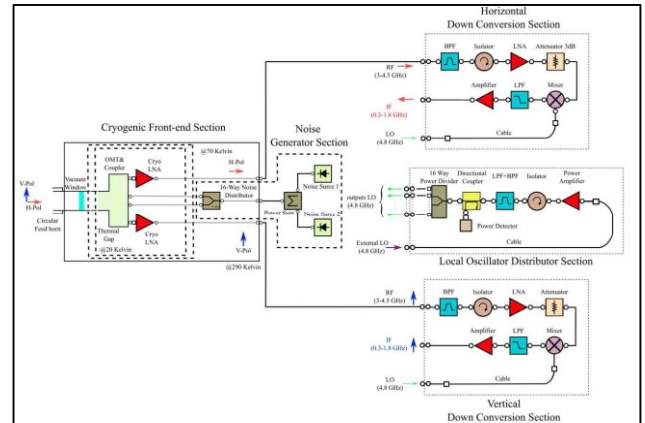 Horizontal
Down Conversion Section
BPF
Isolator
LNA
Attenuator 3dB
RF
(3-4.5 GHz)
Amplifier
LPF
Mixer
IF
(0.3-1.8 GHz)
LO
(4.8 GHz)
Cable
Cryogenic Front-end Section
@70 Kelvin
Noise
Generator Section
OMT&
Coupler
Cryo
LNA
H-Pol
Vacuum
Window
16-Way Noise
Distributor
Noise Surce 1
V-Pol
H-Pol
Power Sum
Noise Surce 2
Circular
Feed horn
Thermal
Gap
Cryo
LNA
V-Pol
@20 Kelvin
@290 Kelvin
16 Way
Power Divider
Directional
Coupler
LPF+BPF
Isolator
Power
Amplifier
outputs LO
(4.8 GHz)
Power Detector
External LO
(4.8 GHz)
Cable
Local Oscillator Distributor Section
BPF
Isolator
LNA
Attenuator
RF
(3-4.5 GHz)
Amplifier
LPF
Mixer
IF
(0.3-1.8 GHz)
LO
(4.8 GHz)
Cable
Vertical
Down Conversion Section